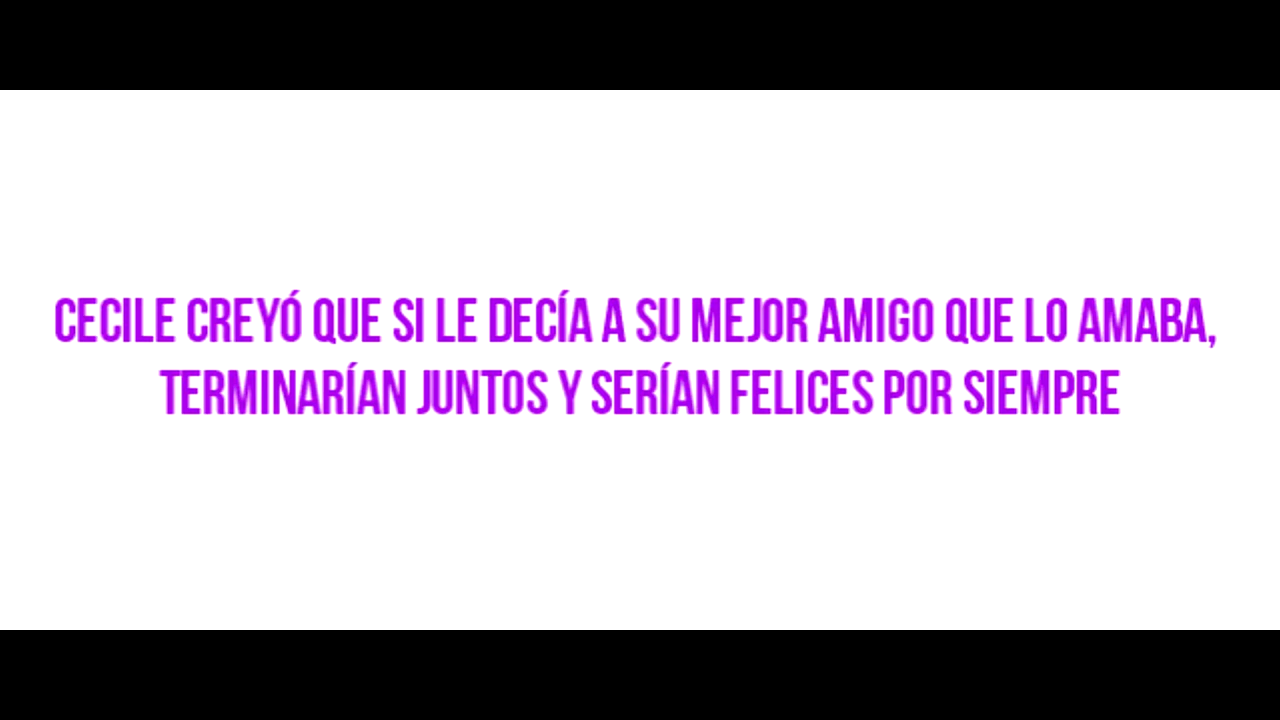 CECILE CREYÓ QUE SI LE DECÍA A SU MEJOR AMIGO QUE LO AMABA,
TERMINARÍAN JUNTOS Y SERÍAN FELICES POR SIEMPRE